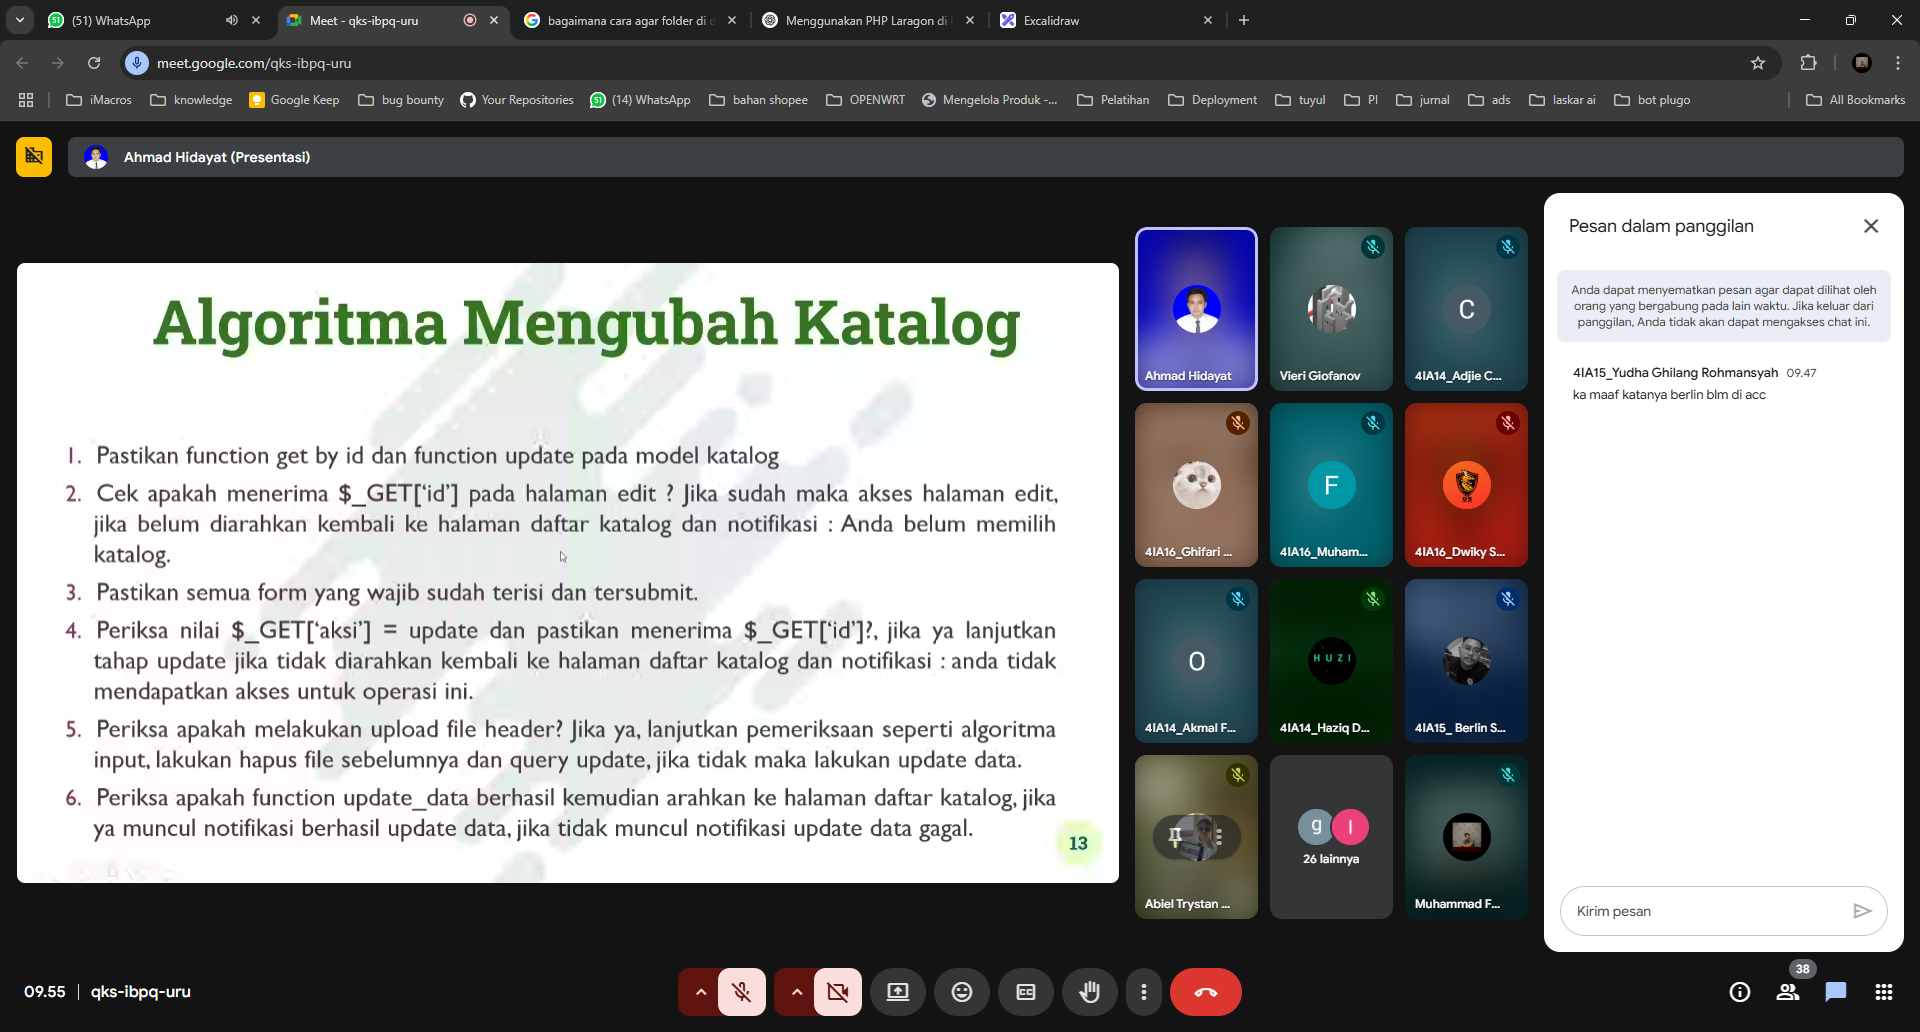 (51) WhatsApp
Meet - qks-ibpq-uru
bagaimana cara agar folder di d
Menggunakan PHP Laragon di
Excalidraw
meet.google.com/qks-ibpq-uru
iMacros
knowledge
Google Keep
bug bounty
Your Repositories
(14) WhatsApp
bahan shopee
OPENWRT
Mengelola Produk -...
Pelatihan
Deployment
tuyul
PI
jurnal
ads
laskar ai
bot plugo
All Bookmarks
Ahmad Hidayat (Presentasi)
Algoritma Mengubah Katalog
1. Pastikan function get by id dan function update pada model katalog
2. Cek apakah menerima $_GET['id'] pada halaman edit ? Jika sudah maka akses halaman edit,
jika belum diarahkan kembali ke halaman daftar katalog dan notifikasi : Anda belum memilih
katalog.
3. Pastikan semua form yang wajib sudah terisi dan tersubmit.
4. Periksa nilai $_GET['aksi'] = update dan pastikan menerima $_GET['id']?, jika ya lanjutkan
tahap update jika tidak diarahkan kembali ke halaman daftar katalog dan notifikasi : anda tidak
mendapatkan akses untuk operasi ini.
5. Periksa apakah melakukan upload file header? Jika ya, lanjutkan pemeriksaan seperti algoritma
input, lakukan hapus file sebelumnya dan query update, jika tidak maka lakukan update data.
6. Periksa apakah function update_data berhasil kemudian arahkan ke halaman daftar katalog, jika
ya muncul notifikasi berhasil update data, jika tidak muncul notifikasi update data gagal.
13
Ahmad Hidayat
Vieri Giofanov
C
4IA14_Adjie C...
4IA16_Ghifari ...
F
4IA16_Muham...
4IA16_Dwiky S...
O
4IA14_Akmal F...
HUZI
4IA14_Haziq D...
4IA15_ Berlin S...
Abiel Trystan ...
g
I
26 lainnya
Muhammad F...
Pesan dalam panggilan
Anda dapat menyematkan pesan agar dapat dilihat oleh
orang yang bergabung pada lain waktu. Jika keluar dari
panggilan, Anda tidak akan dapat mengakses chat ini.
4IA15_Yudha Ghilang Rohmansyah 09.47
ka maaf katanya berlin blm di acc
Kirim pesan
09.55 | qks-ibpq-uru
38